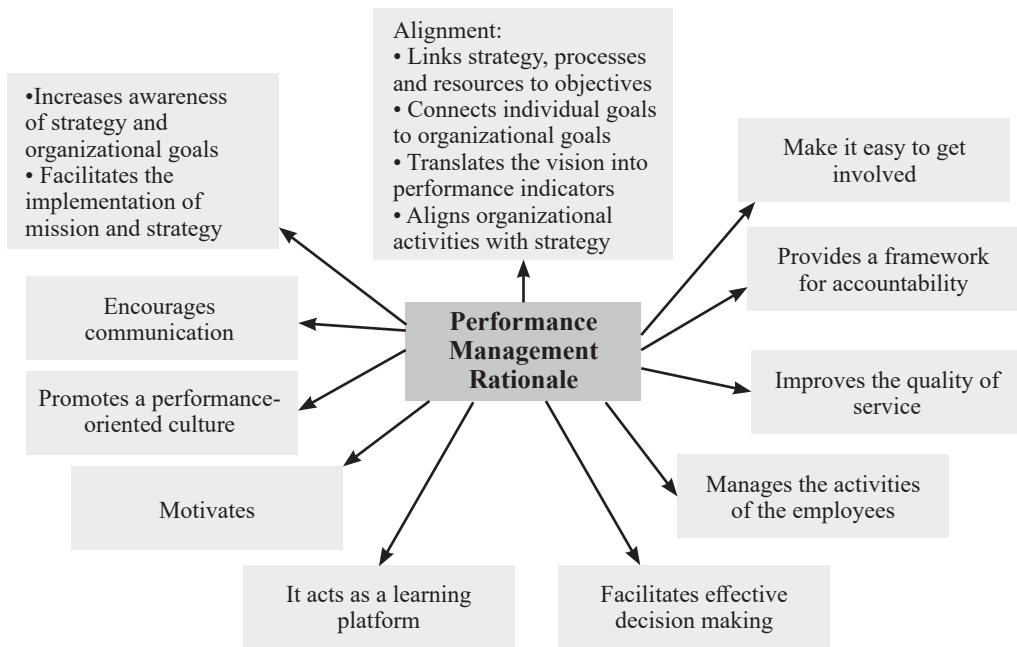 Alignment:
• Links strategy, processes
and resources to objectives
• Connects individual goals
to organizational goals
• Translates the vision into
performance indicators
• Aligns organizational
activities with strategy
•Increases awareness
of strategy and
organizational goals
• Facilitates the
implementation of
mission and strategy
Make it easy to get
involved
Provides a framework
for accountability
Encourages
communication
Performance
Management
Rationale
Improves the quality of
service
Promotes a performance-
oriented culture
Manages the activities
of the employees
Motivates
It acts as a learning
platform
Facilitates effective
decision making